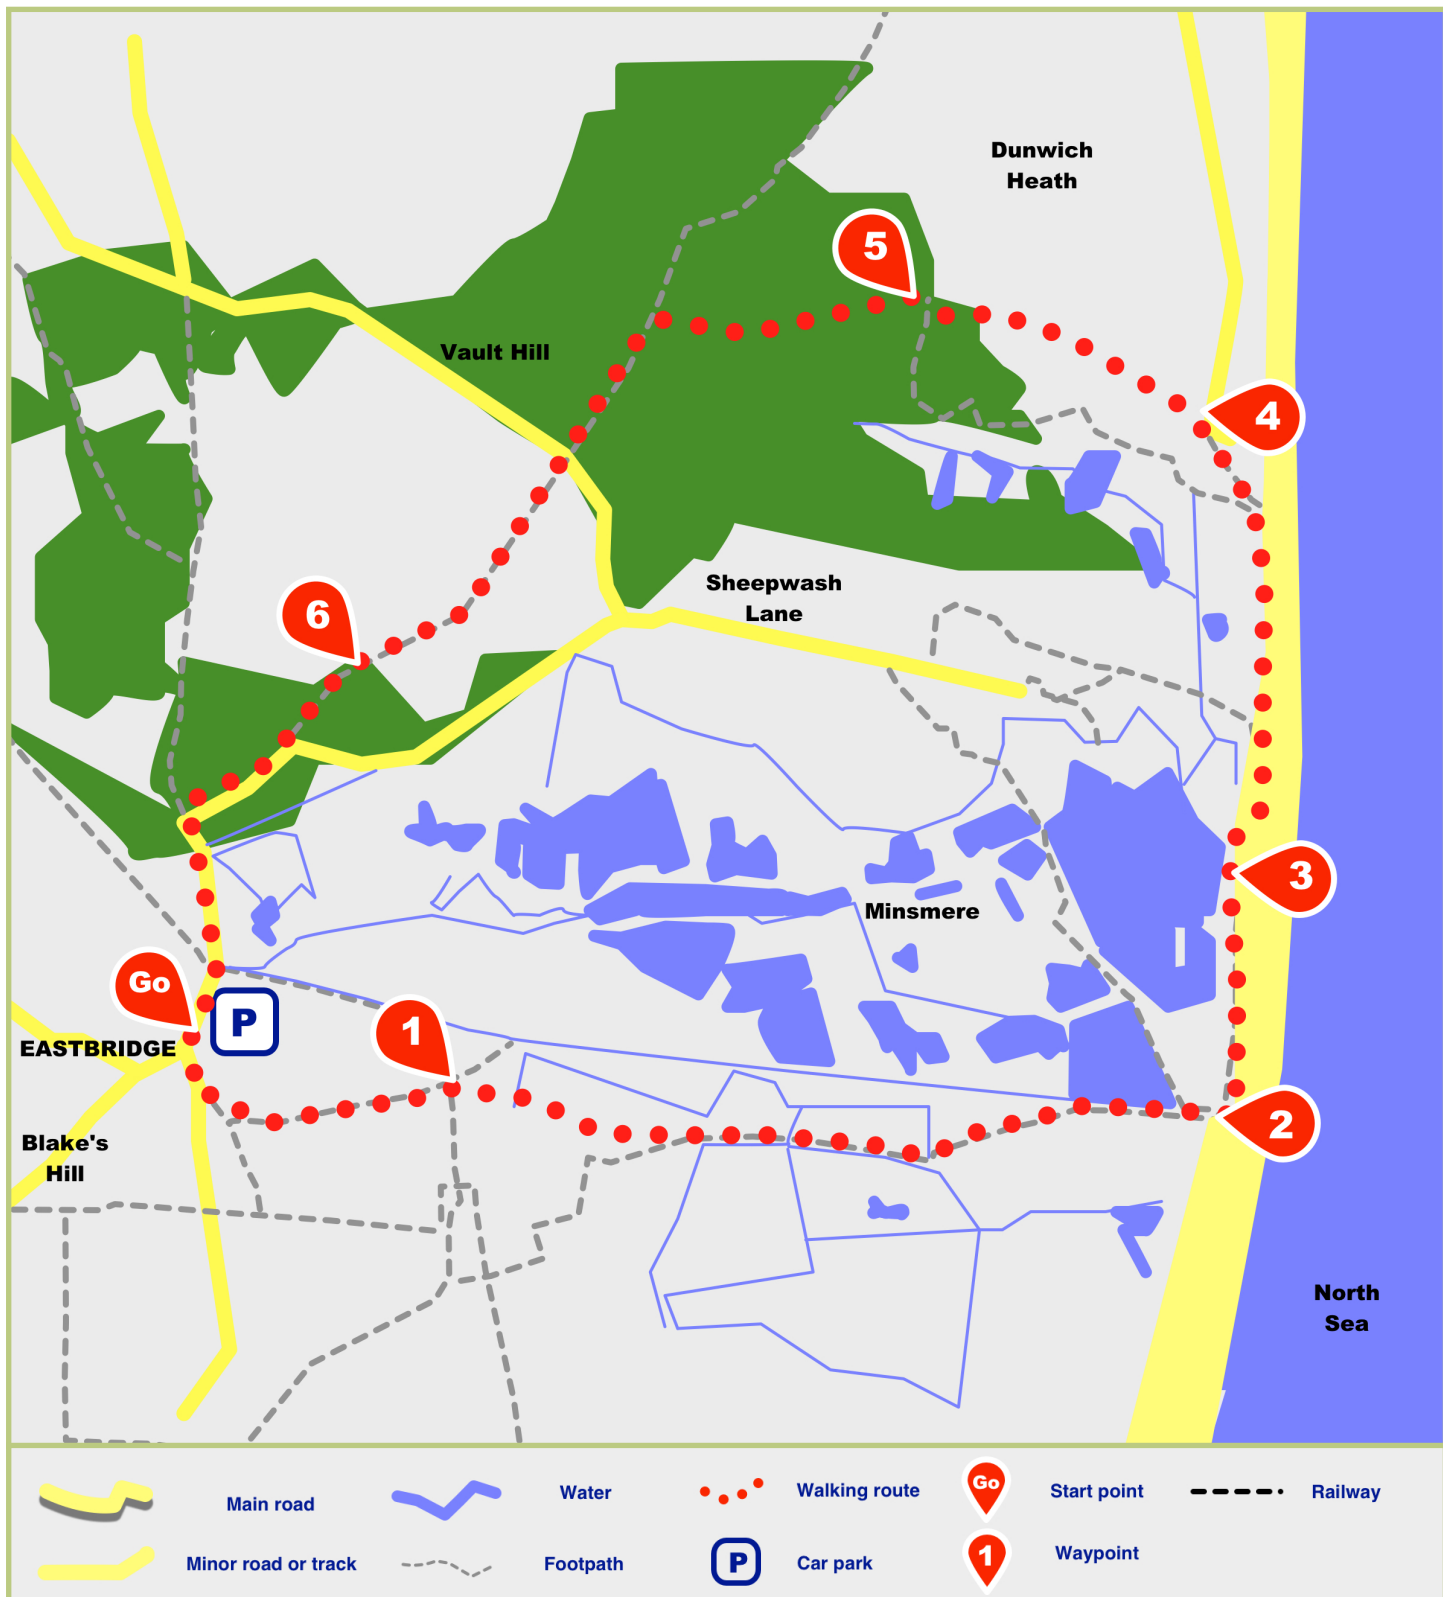 Dunwich
Heath
5
Vault Hill
4
Sheepwash
Lane
6
3
Minsmere
Go
P
1
EASTBRIDGE
2
Blake's
Hill
North
Sea
Main road
Water
Walking route
Go
Start point
Railway
Minor road or track
Footpath
P
Car park
1
Waypoint